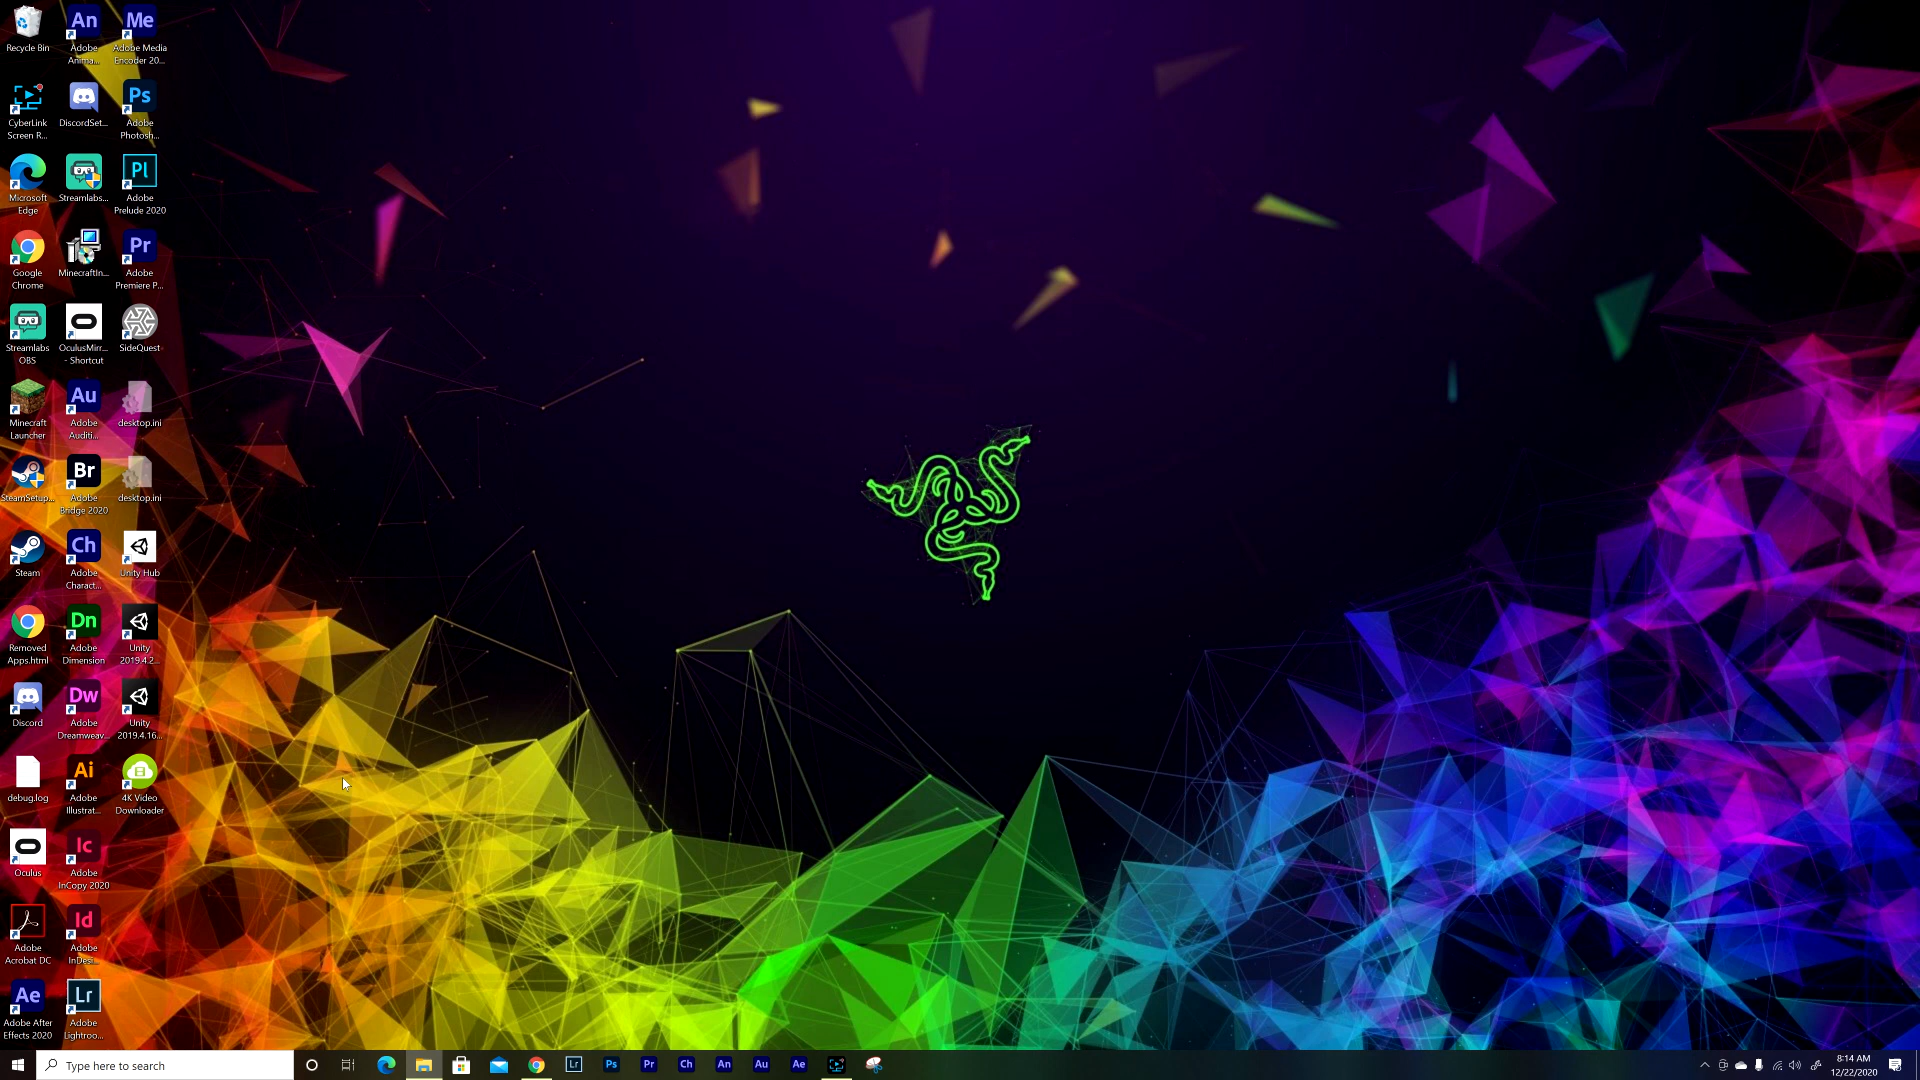 Recycle Bin
An
Adobe
Anima...
Me
Adobe Media
Encoder 20...
CyberLink
Screen R...
DiscordSet...
Ps
Adobe
Photosh...
Microsoft
Edge
Streamlabs...
Pl
Adobe
Prelude 2020
Google
Chrome
MinecraftIn...
Pr
Adobe
Premiere P...
Streamlabs
OBS
OculusMirr...
- Shortcut
SideQuest
Minecraft
Launcher
Au
Adobe
Auditi...
desktop.ini
SteamSetup...
Br
Adobe
Bridge 2020
desktop.ini
Steam
Ch
Adobe
Charact...
Unity Hub
Removed
Apps.html
Dn
Adobe
Dimension
Unity
2019.4.2...
Discord
Dw
Adobe
Dreamweav...
Unity
2019.4.16...
debug.log
Ai
Adobe
Illustrat...
4K Video
Downloader
Oculus
Ic
Adobe
InCopy 2020
Adobe
Acrobat DC
Id
Adobe
InDesi...
Ae
Adobe After
Effects 2020
Lr
Adobe
Lightroo...
Type here to search
Lr
Ps
Pr
Ch
An
Au
Ae
8:14 AM
12/22/2020